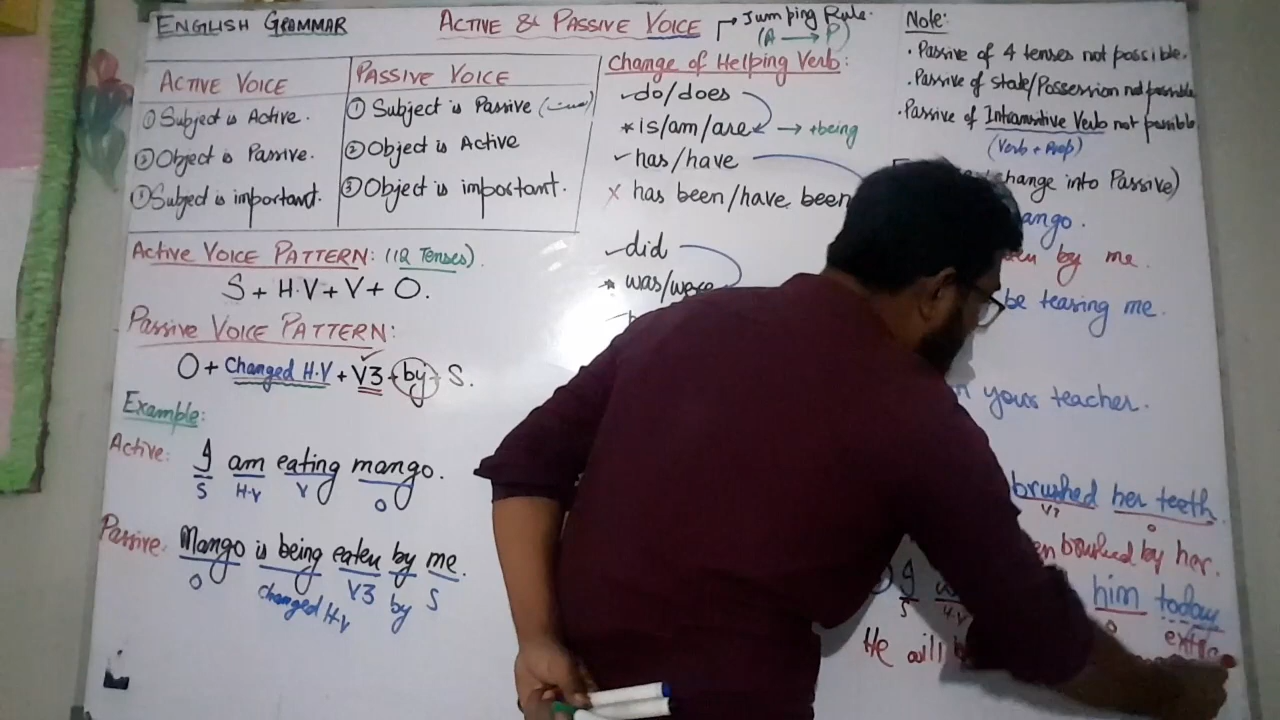 ENGLISH GRAMMAR
ACTIVE & PASSIVE VOICE
Jumping Rule.
(A → P)
ACTIVE VOICE
① Subject is Active.
② Object is Passive.
① Subject is important.
PASSIVE VOICE
① Subject is Passive
② Object is Active
③ Object is important.
ACTIVE VOICE PATTERN: (12 Tenses).
S + H.V + V + O.
PASSIVE VOICE PATTERN:
O + Changed H.V + V3 + by + S.
Example:
Active: I am eating mango.
S H.V V O
Passive: Mango is being eaten by me.
O changed H.V V3 by S
Change of Helping Verb:
do/does
* is/am/are → +being
has/have
X has been/have been
did
* was/were
Note:
• Passive of 4 tenses not possible.
• Passive of state/Possession not possible
• Passive of Intransitive Verb not possible.
(Verb + Prep)
change into Passive)
by me.
be teasing me.
your teacher.
brushed her teeth.
O
brushed by her.
I him today
S H.V O extra
He will